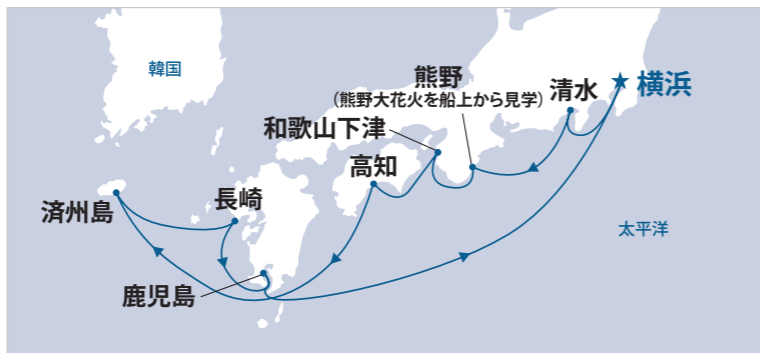 韓国
熊野
(熊野大花火を船上から見学)
清水
★横浜
和歌山下津
高知
長崎
済州島
太平洋
鹿児島